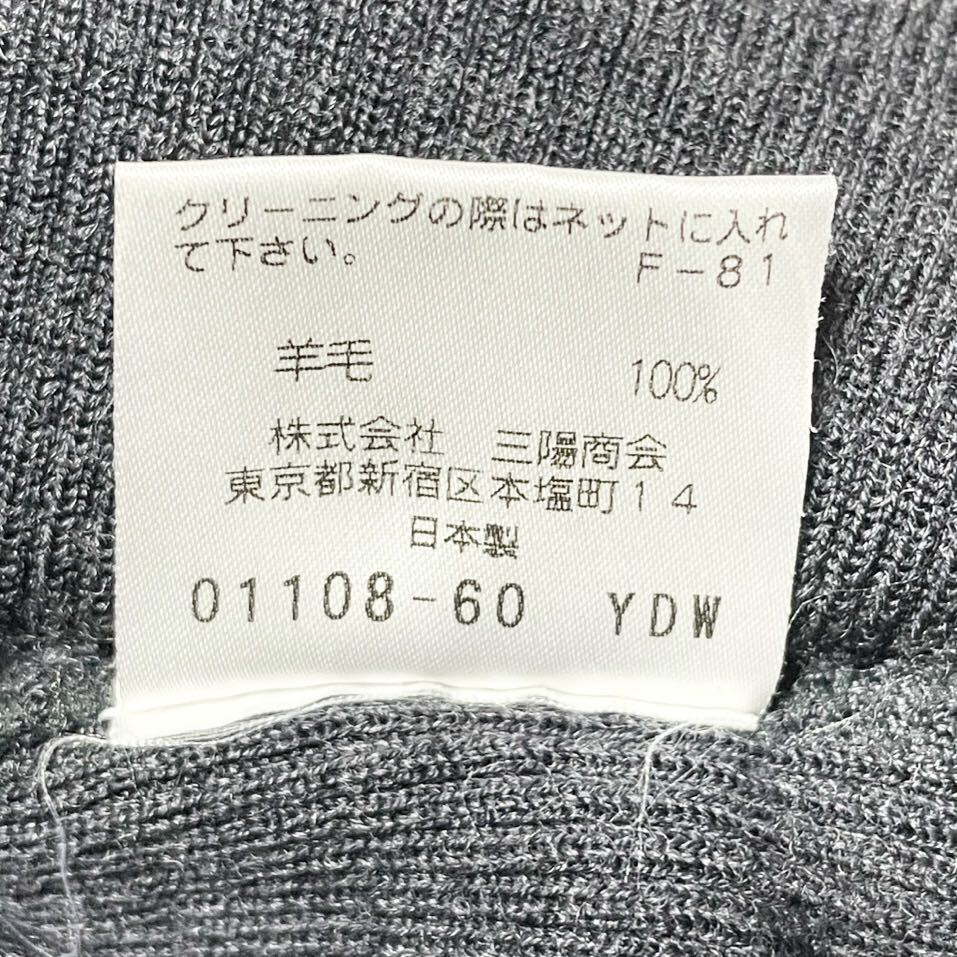 クリーニングの際はネットに入れ
て下さい。 F-81
羊毛 100%
株式会社 三陽商会
東京都新宿区本塩町14
日本製
01108-60 YDW